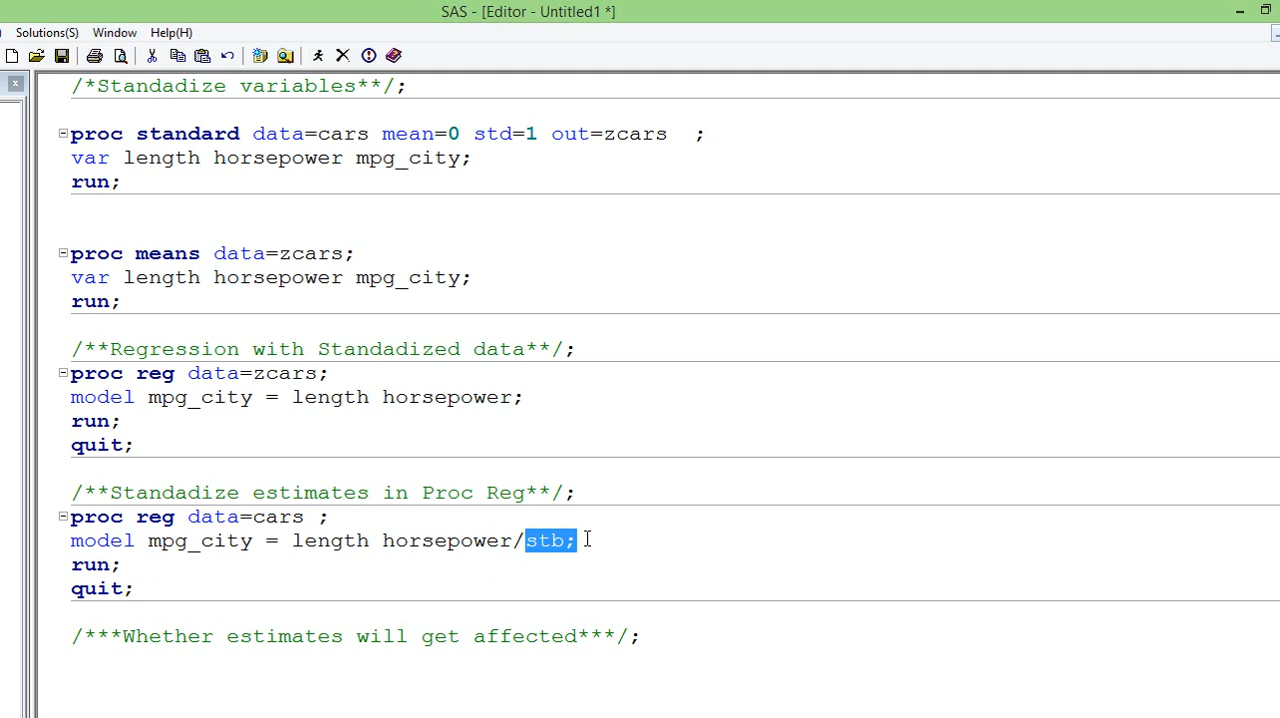 SAS - [Editor - Untitled1 *]
Solutions(S) Window Help(H)
/*Standadize variables**/;
proc standard data=cars mean=0 std=1 out=zcars ;
var length horsepower mpg_city;
run;
proc means data=zcars;
var length horsepower mpg_city;
run;
/**Regression with Standadized data**/;
proc reg data=zcars;
model mpg_city = length horsepower;
run;
quit;
/**Standadize estimates in Proc Reg**/;
proc reg data=cars ;
model mpg_city = length horsepower/stb;
run;
quit;
/***Whether estimates will get affected***/;